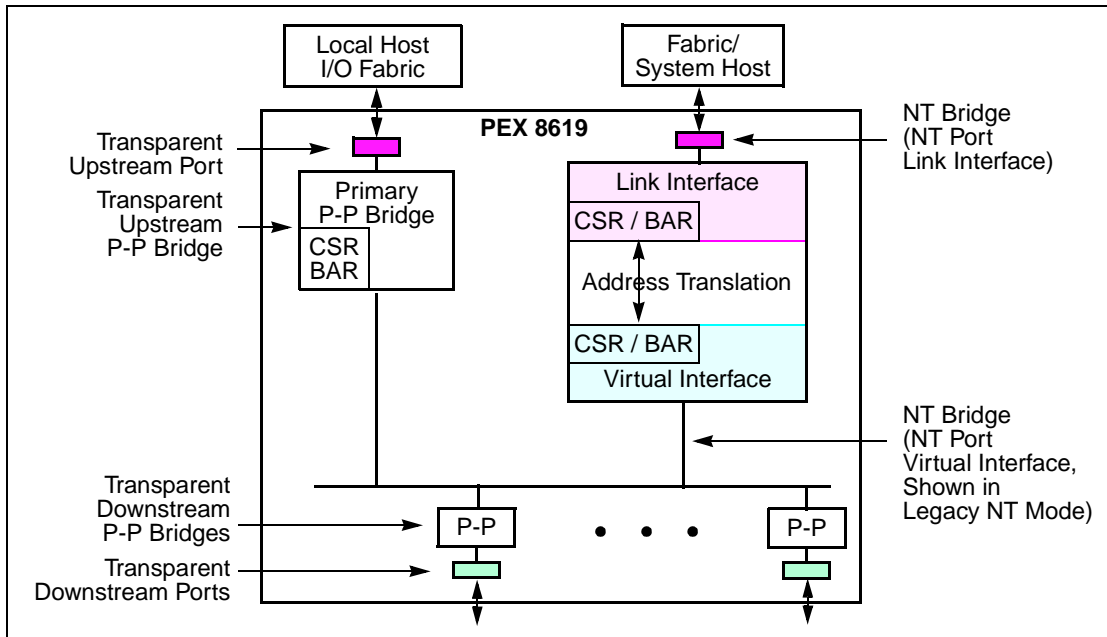 Local Host
I/O Fabric
Fabric/
System Host
PEX 8619
NT Bridge
(NT Port
Link Interface)
Transparent
Upstream Port
Transparent
Upstream
P-P Bridge
Primary
P-P Bridge
CSR
BAR
Link Interface
CSR / BAR
Address Translation
CSR / BAR
Virtual Interface
NT Bridge
(NT Port
Virtual Interface,
Shown in
Legacy NT Mode)
Transparent
Downstream
P-P Bridges
P-P
• • •
P-P
Transparent
Downstream Ports